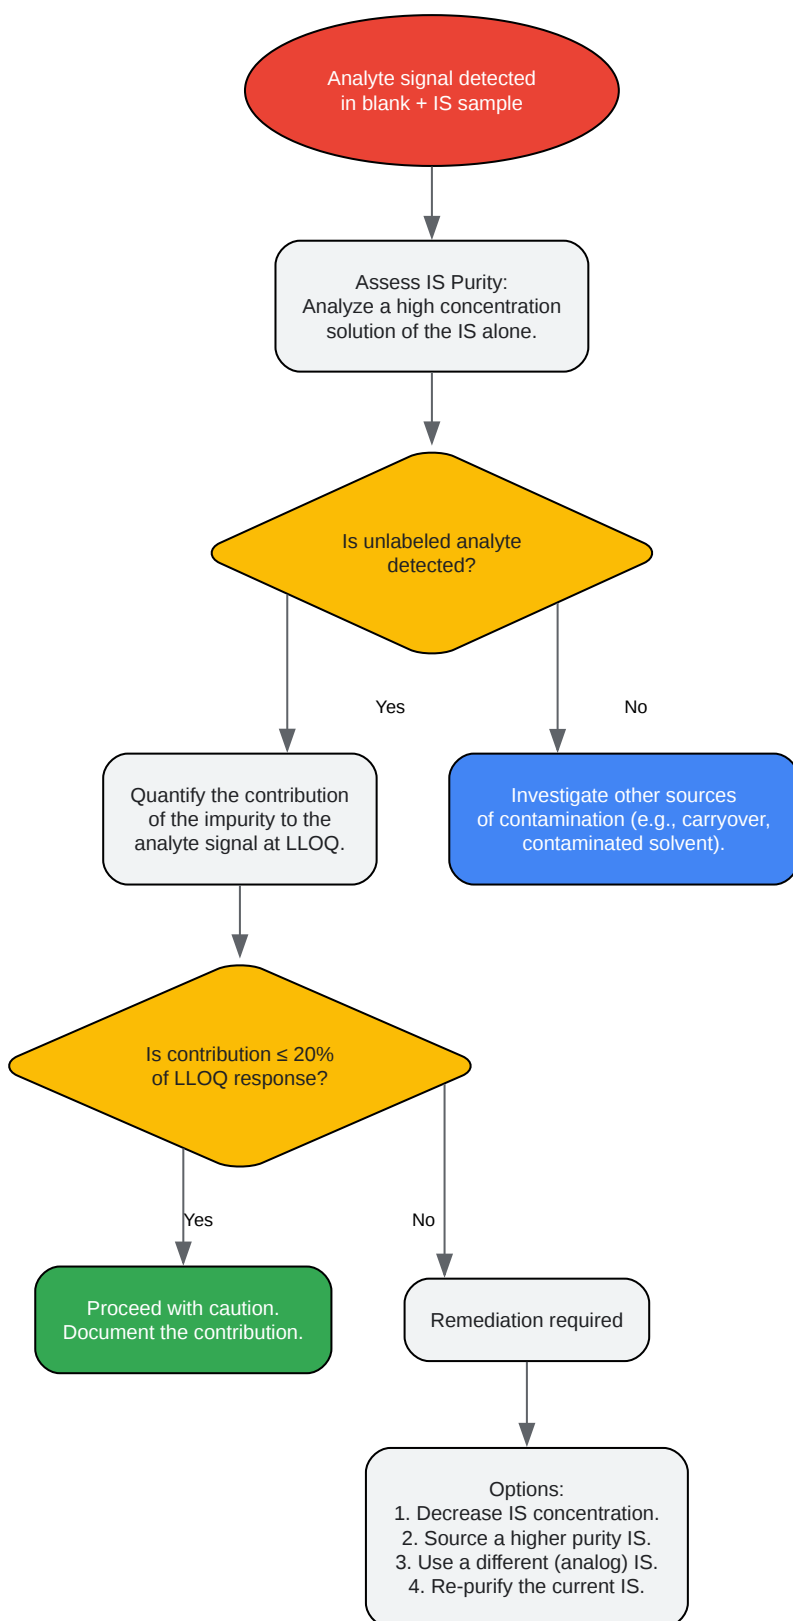 Analyte signal detected
in blank + IS sample
Assess IS Purity:
Analyze a high concentration
solution of the IS alone.
Is unlabeled analyte
detected?
Yes
No
Quantify the contribution
of the impurity to the
analyte signal at LLOQ.
Investigate other sources
of contamination (e.g., carryover,
contaminated solvent).
Is contribution ≤ 20%
of LLOQ response?
Yes
No
Proceed with caution.
Document the contribution.
Remediation required
Options:
1. Decrease IS concentration.
2. Source a higher purity IS.
3. Use a different (analog) IS.
4. Re-purify the current IS.